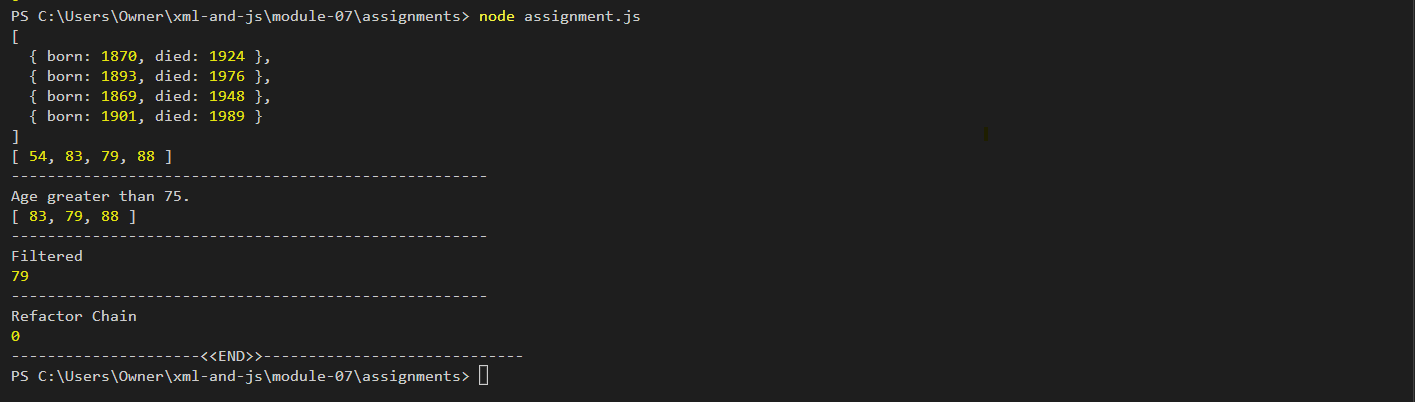 PS C:\Users\Owner\xml-and-js\module-07\assignments> node assignment.js
[
  { born: 1870, died: 1924 },
  { born: 1893, died: 1976 },
  { born: 1869, died: 1948 },
  { born: 1901, died: 1989 }
]
[ 54, 83, 79, 88 ]
-----------------------------------------------------
Age greater than 75.
[ 83, 79, 88 ]
-----------------------------------------------------
Filtered
79
-----------------------------------------------------
Refactor Chain
0
---------------------<<END>>-----------------------------
PS C:\Users\Owner\xml-and-js\module-07\assignments>